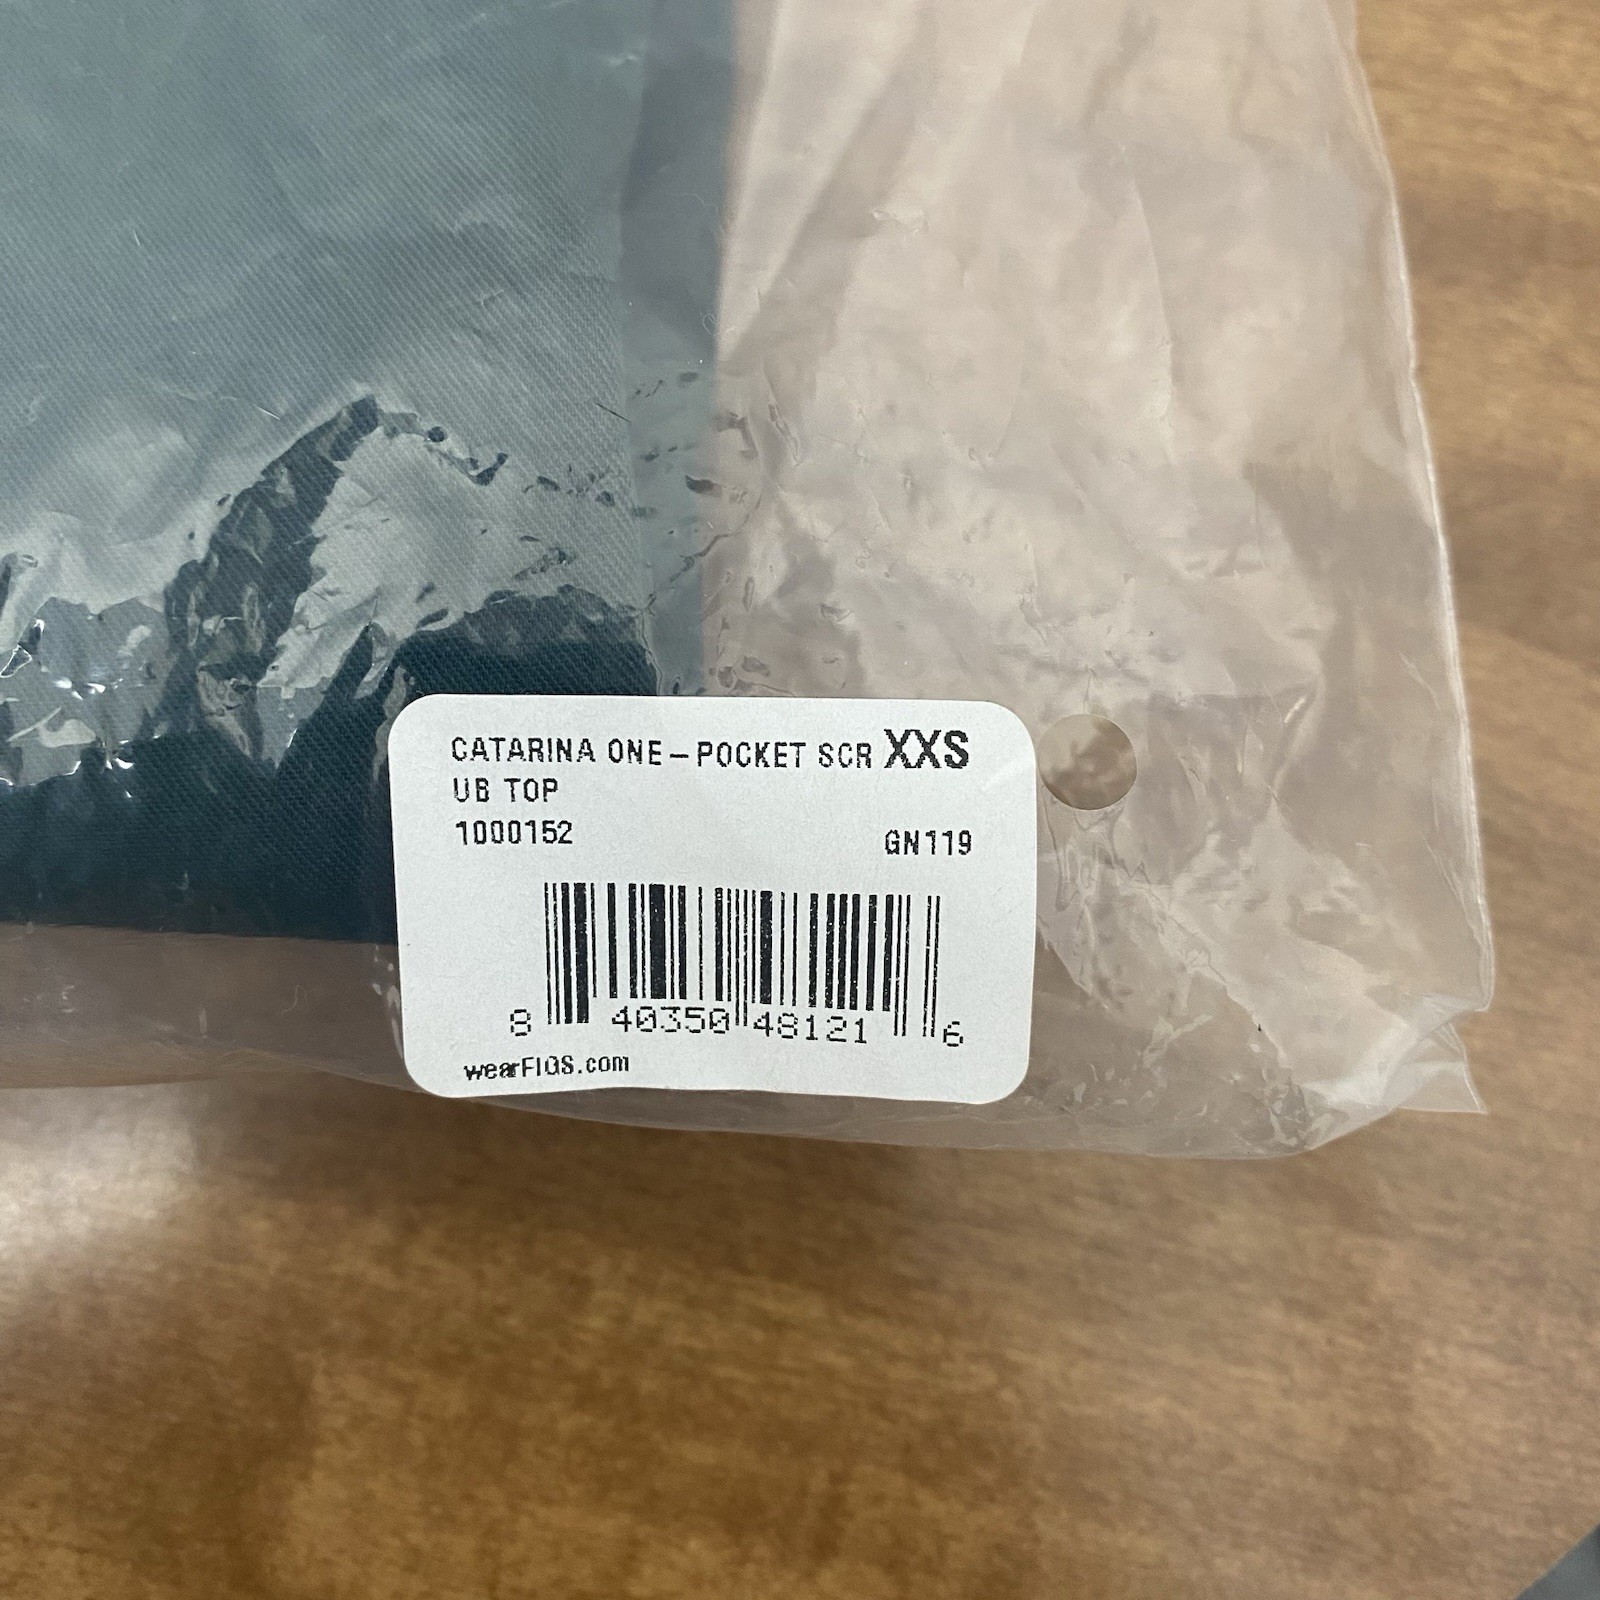 CATARINA ONE-POCKET SCR XXS
UB TOP
1000152 GN119
8 40350 48121 6
wearFIGS.com